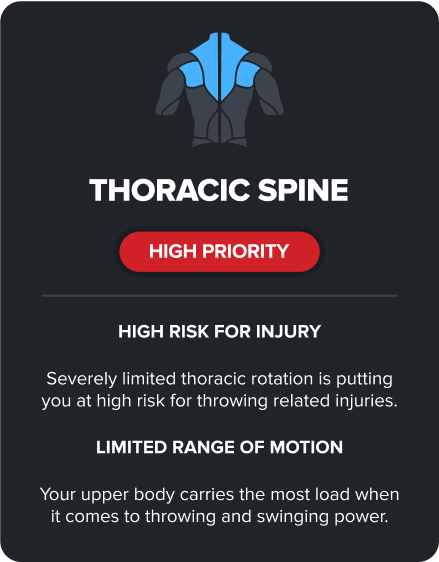 THORACIC SPINE
HIGH PRIORITY
HIGH RISK FOR INJURY
Severely limited thoracic rotation is putting
you at high risk for throwing related injuries.
LIMITED RANGE OF MOTION
Your upper body carries the most load when
it comes to throwing and swinging power.